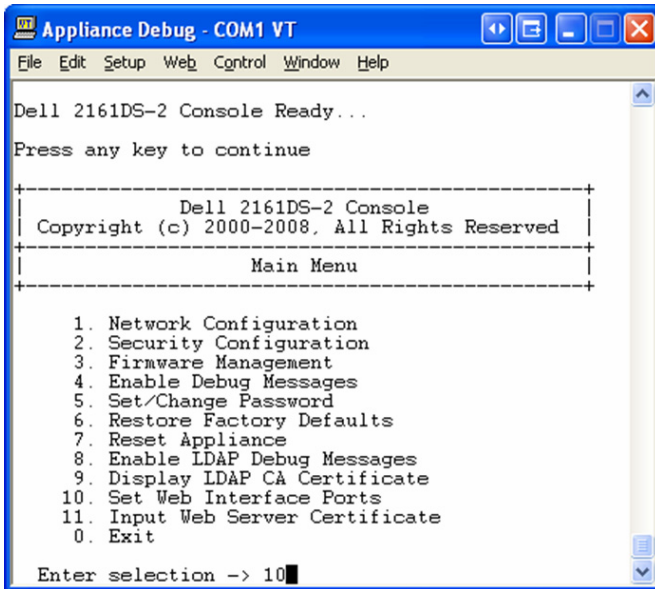 Appliance Debug - COM1 VT
File Edit Setup Web Control Window Help
Dell 2161DS-2 Console Ready...
Press any key to continue
+-----------------------------------------------+
| Dell 2161DS-2 Console |
| Copyright (c) 2000-2008, All Rights Reserved |
+-----------------------------------------------+
| Main Menu |
+-----------------------------------------------+
1. Network Configuration
2. Security Configuration
3. Firmware Management
4. Enable Debug Messages
5. Set/Change Password
6. Restore Factory Defaults
7. Reset Appliance
8. Enable LDAP Debug Messages
9. Display LDAP CA Certificate
10. Set Web Interface Ports
11. Input Web Server Certificate
0. Exit
Enter selection -> 10